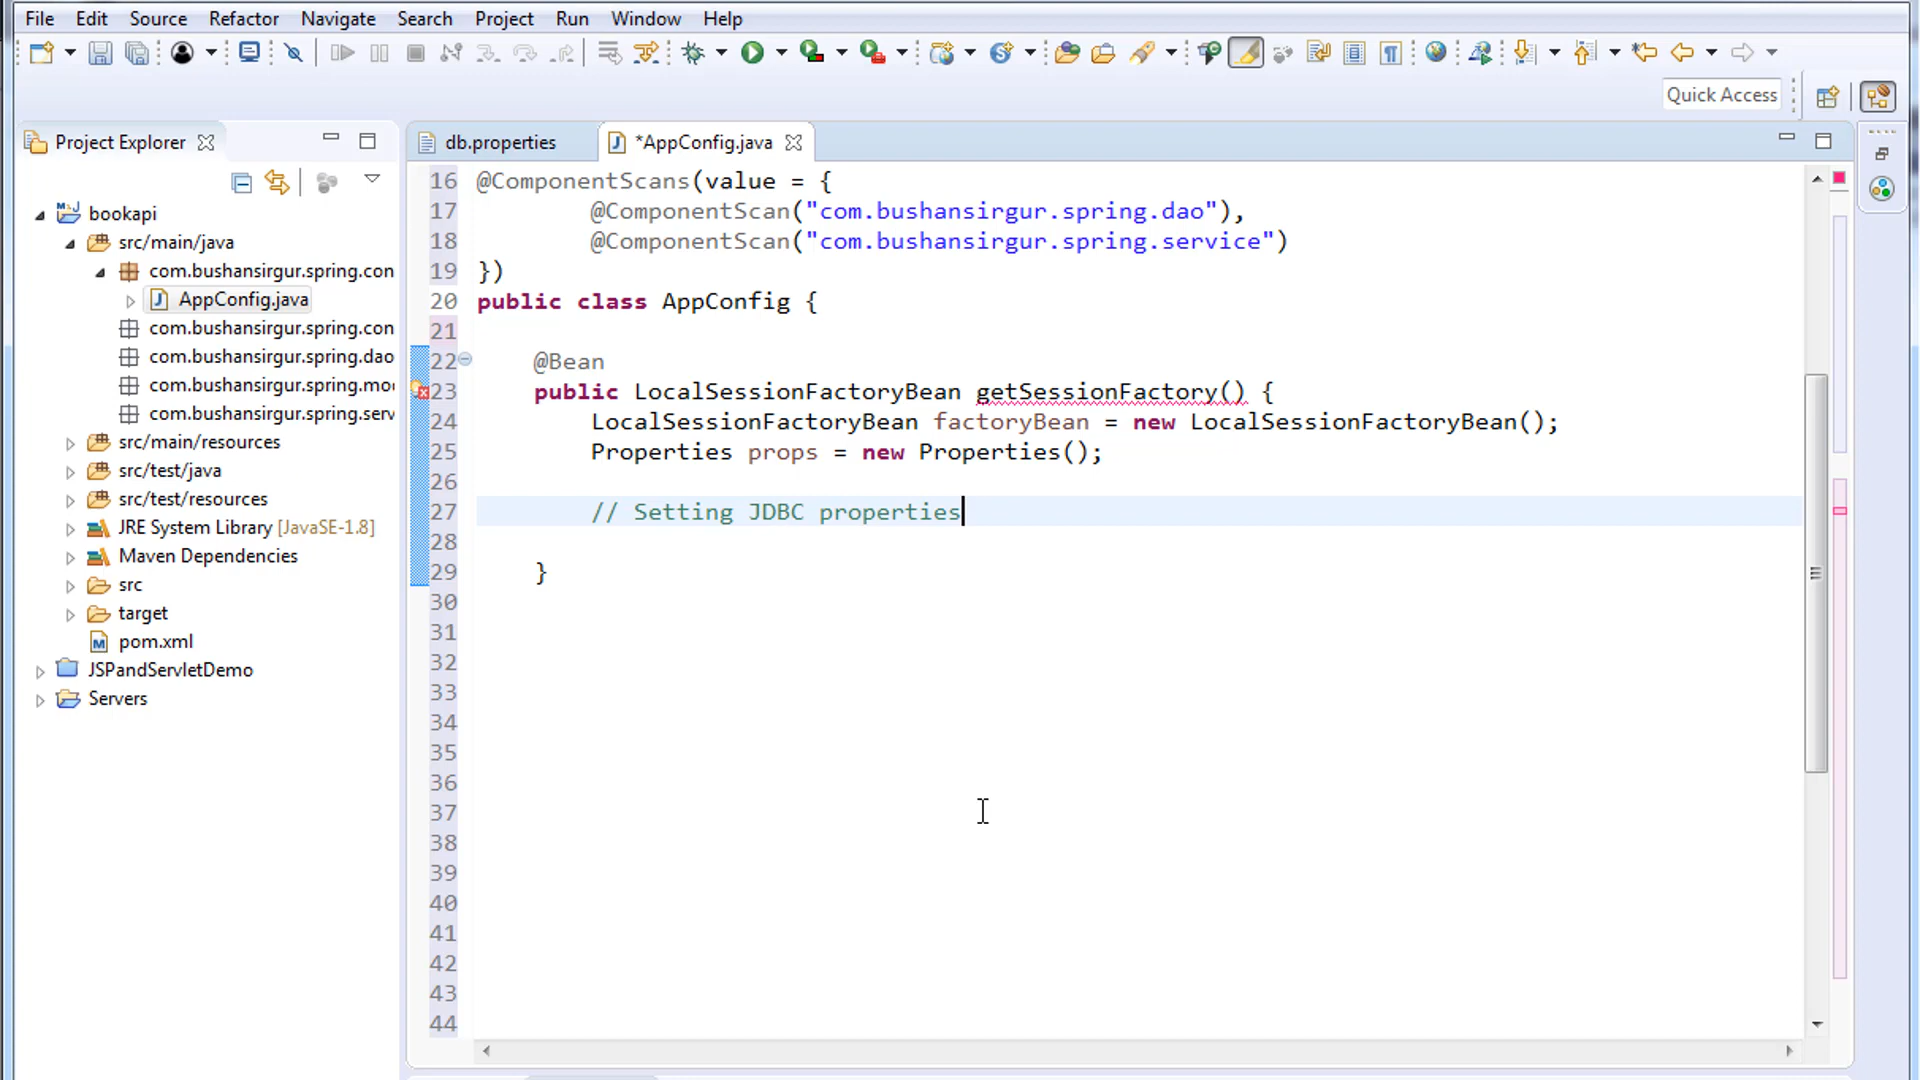 File Edit Source Refactor Navigate Search Project Run Window Help
Quick Access
Project Explorer
db.properties
*AppConfig.java
bookapi
src/main/java
com.bushansirgur.spring.con
AppConfig.java
com.bushansirgur.spring.con
com.bushansirgur.spring.dao
com.bushansirgur.spring.mo
com.bushansirgur.spring.serv
src/main/resources
src/test/java
src/test/resources
JRE System Library [JavaSE-1.8]
Maven Dependencies
src
target
pom.xml
JSPandServletDemo
Servers
16 @ComponentScans(value = {
17 @ComponentScan("com.bushansirgur.spring.dao"),
18 @ComponentScan("com.bushansirgur.spring.service")
19 })
20 public class AppConfig {
21
22 @Bean
23 public LocalSessionFactoryBean getSessionFactory() {
24 LocalSessionFactoryBean factoryBean = new LocalSessionFactoryBean();
25 Properties props = new Properties();
26
27 // Setting JDBC properties
28
29 }
30
31
32
33
34
35
36
37
38
39
40
41
42
43
44